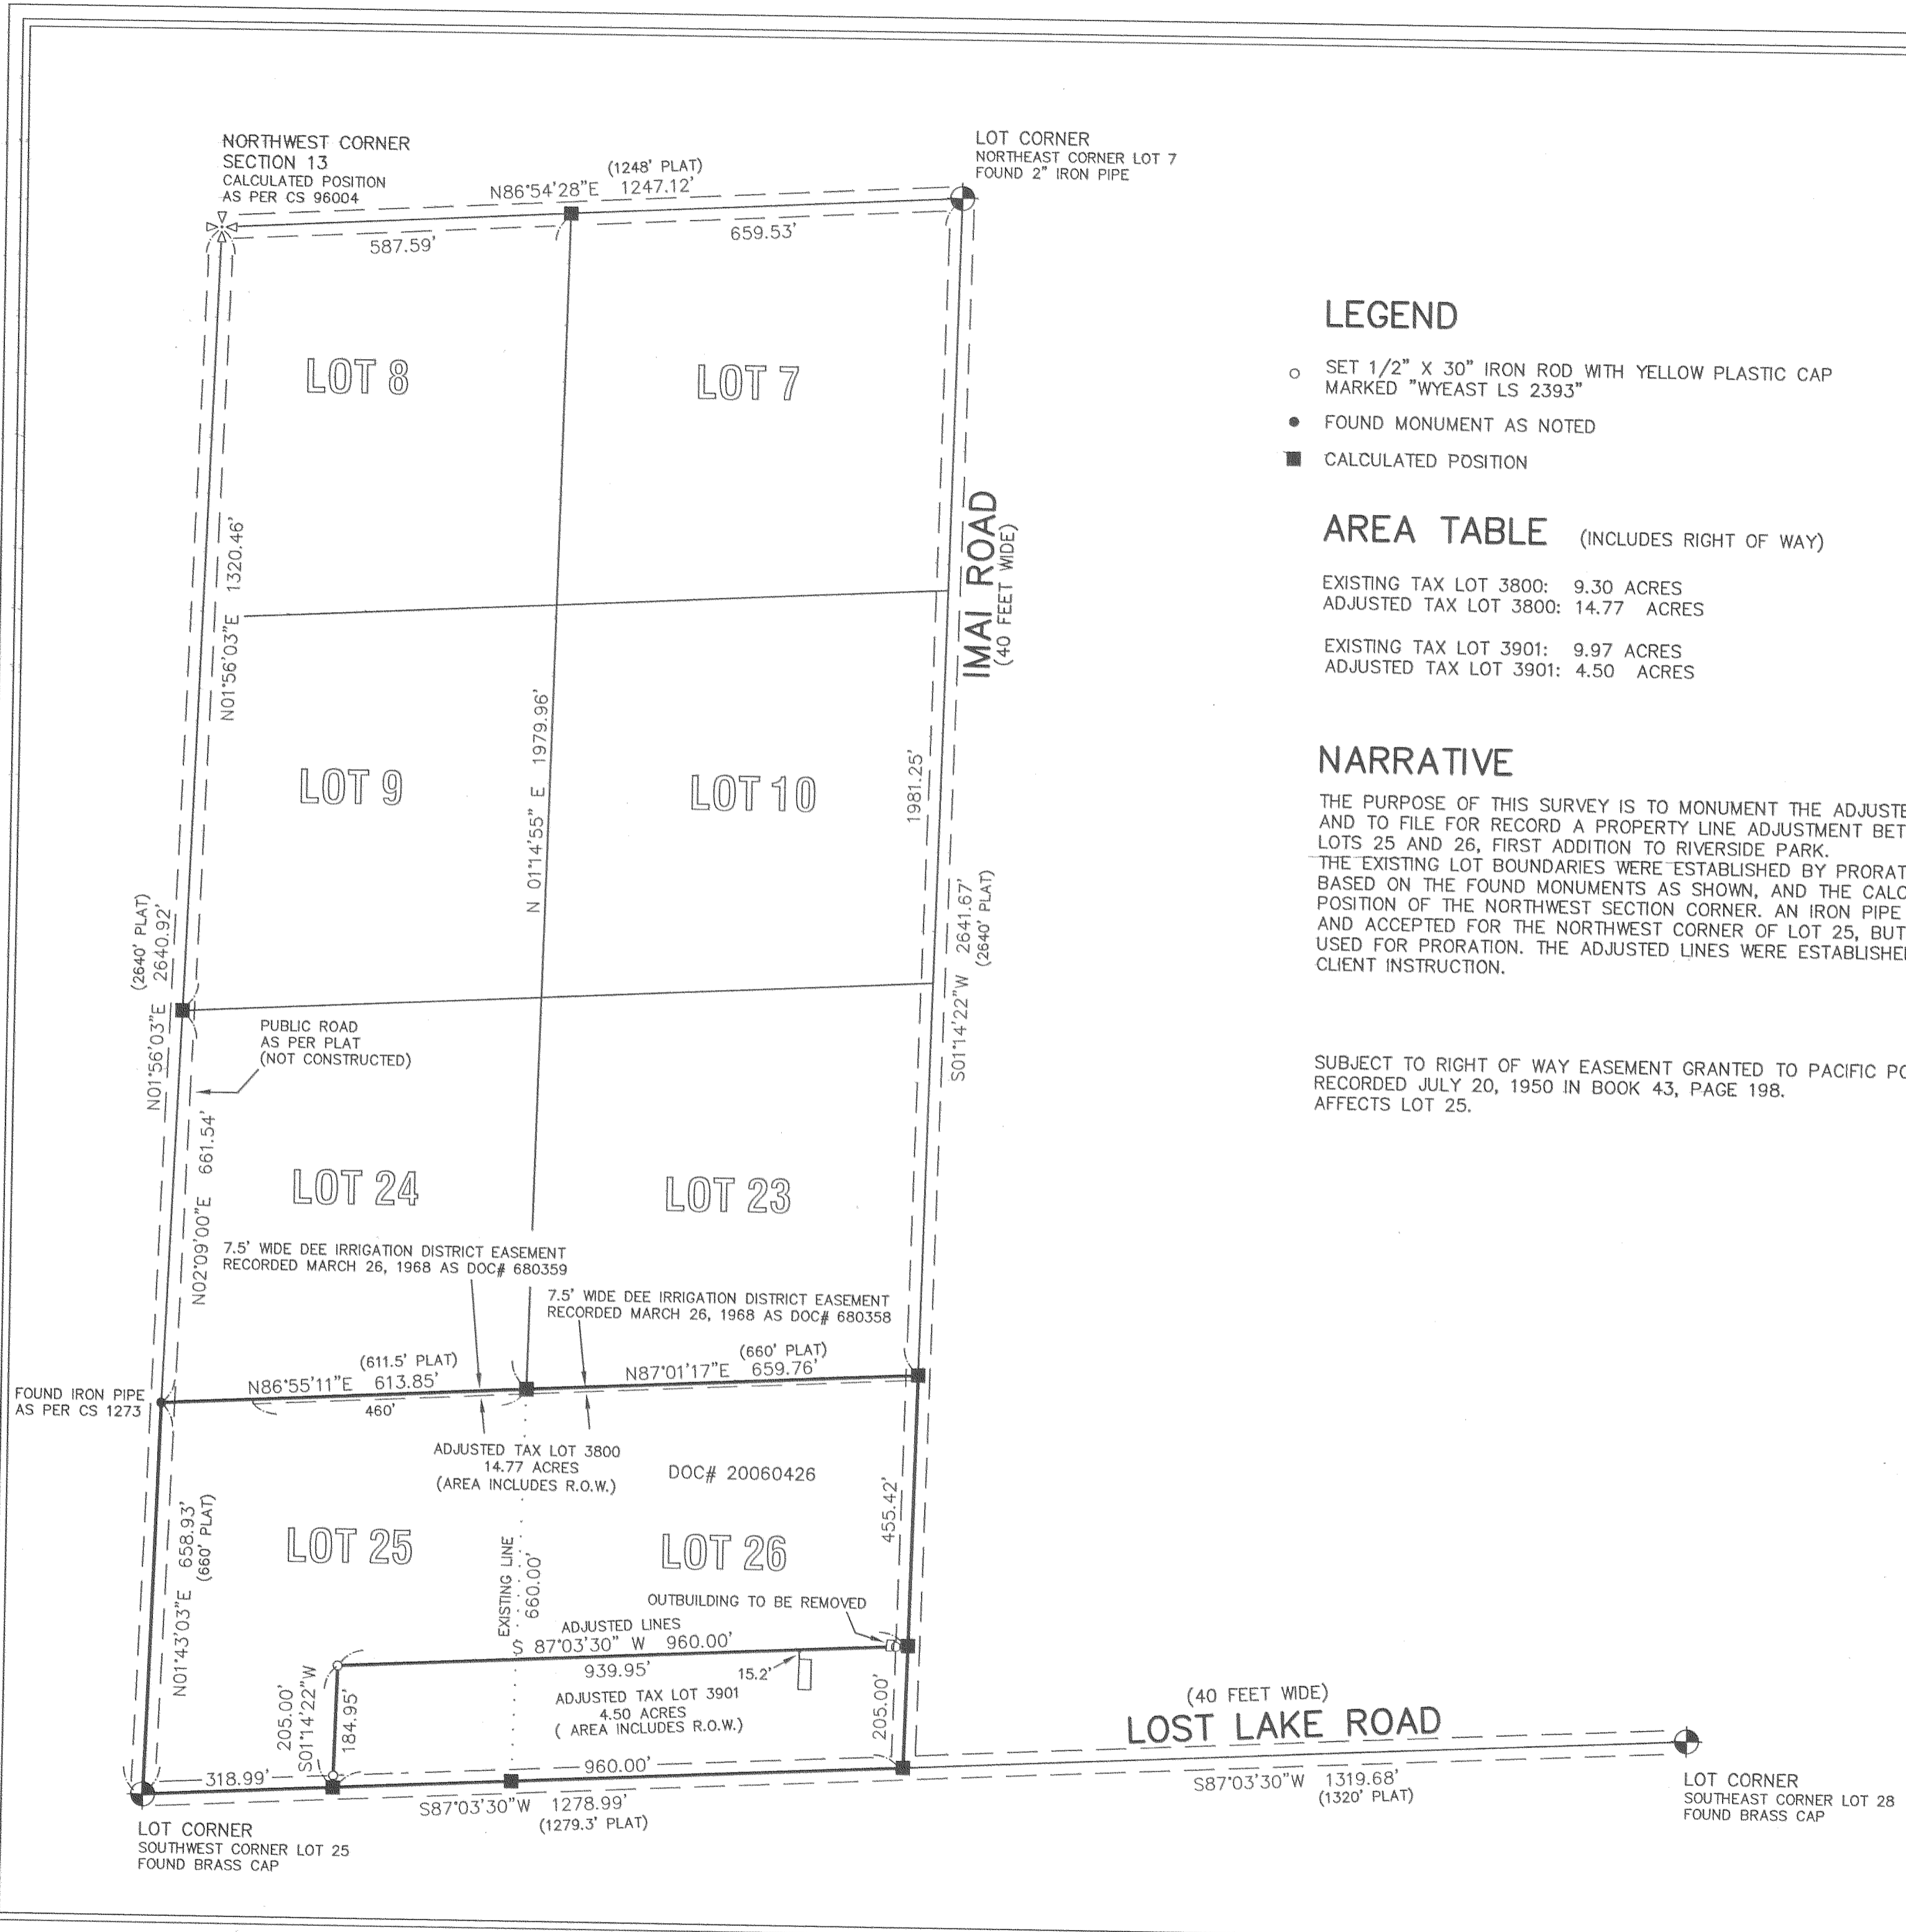 NORTHWEST CORNER
SECTION 13
CALCULATED POSITION
AS PER CS 96004
(1248' PLAT)
N86°54'28"E 1247.12'
587.59'
659.53'
LOT CORNER
NORTHEAST CORNER LOT 7
FOUND 2" IRON PIPE
LOT 8
LOT 7
N01°56'03"E 1320.46'
IMAI ROAD
(40 FEET WIDE)
LOT 9
LOT 10
N 01°14'55" E 1979.96'
1981.25'
S01°14'22"W 2641.67'
(2640' PLAT)
(2640' PLAT)
N01°56'03"E 2640.92'
PUBLIC ROAD
AS PER PLAT
(NOT CONSTRUCTED)
N02°09'00"E 661.54'
LOT 24
LOT 23
7.5' WIDE DEE IRRIGATION DISTRICT EASEMENT
RECORDED MARCH 26, 1968 AS DOC# 680359
7.5' WIDE DEE IRRIGATION DISTRICT EASEMENT
RECORDED MARCH 26, 1968 AS DOC# 680358
(611.5' PLAT)
N86°55'11"E 613.85'
460'
(660' PLAT)
N87°01'17"E 659.76'
FOUND IRON PIPE
AS PER CS 1273
ADJUSTED TAX LOT 3800
14.77 ACRES
(AREA INCLUDES R.O.W.)
DOC# 20060426
455.42'
LOT 25
LOT 26
N01°43'03"E 658.93'
(660' PLAT)
EXISTING LINE
660.00'
OUTBUILDING TO BE REMOVED
ADJUSTED LINES
S 87°03'30" W 960.00'
939.95'
15.2'
205.00'
S01°14'22"W
184.95'
ADJUSTED TAX LOT 3901
4.50 ACRES
( AREA INCLUDES R.O.W.)
205.00'
318.99'
960.00'
S87°03'30"W 1278.99'
(1279.3' PLAT)
LOT CORNER
SOUTHWEST CORNER LOT 25
FOUND BRASS CAP
(40 FEET WIDE)
LOST LAKE ROAD
S87°03'30"W 1319.68'
(1320' PLAT)
LOT CORNER
SOUTHEAST CORNER LOT 28
FOUND BRASS CAP
LEGEND
SET 1/2" X 30" IRON ROD WITH YELLOW PLASTIC CAP
MARKED "WYEAST LS 2393"
FOUND MONUMENT AS NOTED
CALCULATED POSITION
AREA TABLE (INCLUDES RIGHT OF WAY)
EXISTING TAX LOT 3800: 9.30 ACRES
ADJUSTED TAX LOT 3800: 14.77 ACRES
EXISTING TAX LOT 3901: 9.97 ACRES
ADJUSTED TAX LOT 3901: 4.50 ACRES
NARRATIVE
THE PURPOSE OF THIS SURVEY IS TO MONUMENT THE ADJUSTE
AND TO FILE FOR RECORD A PROPERTY LINE ADJUSTMENT BET
LOTS 25 AND 26, FIRST ADDITION TO RIVERSIDE PARK.
THE EXISTING LOT BOUNDARIES WERE ESTABLISHED BY PRORAT
BASED ON THE FOUND MONUMENTS AS SHOWN, AND THE CALC
POSITION OF THE NORTHWEST SECTION CORNER. AN IRON PIPE
AND ACCEPTED FOR THE NORTHWEST CORNER OF LOT 25, BUT
USED FOR PRORATION. THE ADJUSTED LINES WERE ESTABLISHE
CLIENT INSTRUCTION.
SUBJECT TO RIGHT OF WAY EASEMENT GRANTED TO PACIFIC PO
RECORDED JULY 20, 1950 IN BOOK 43, PAGE 198.
AFFECTS LOT 25.